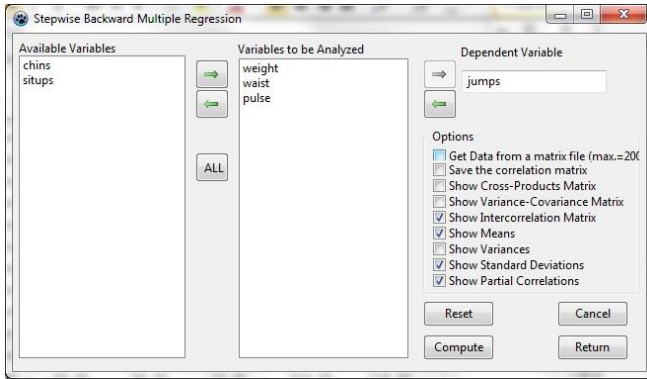 Stepwise Backward Multiple Regression
Available Variables
chins
situps
ALL
Variables to be Analyzed
weight
waist
pulse
Dependent Variable
jumps
Options
Get Data from a matrix file (max.=200
Save the correlation matrix
Show Cross-Products Matrix
Show Variance-Covariance Matrix
Show Intercorrelation Matrix
Show Means
Show Variances
Show Standard Deviations
Show Partial Correlations
Reset
Cancel
Compute
Return